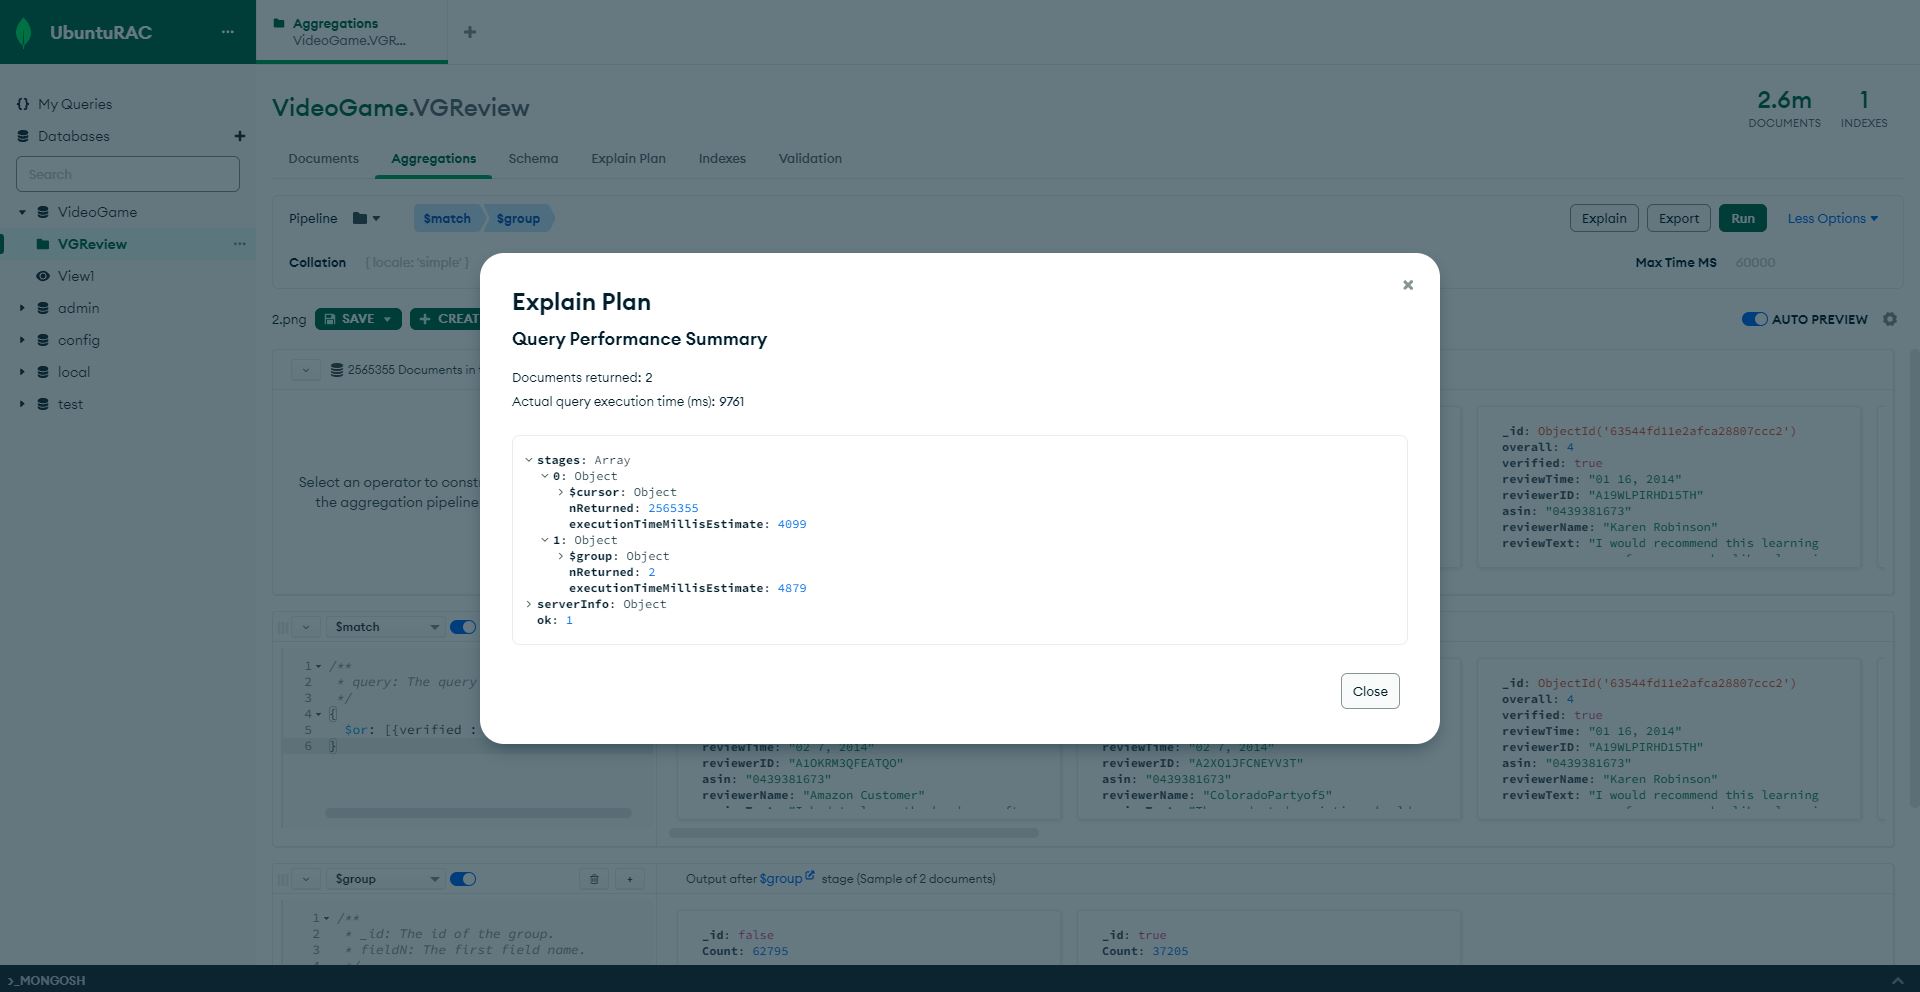 UbuntuRAC
...
Aggregations
VideoGame.VGR...
+
My Queries
Databases
+
Search
VideoGame
VGReview
...
View1
admin
config
local
test
VideoGame.VGReview
2.6m
DOCUMENTS
1
INDEXES
Documents
Aggregations
Schema
Explain Plan
Indexes
Validation
Pipeline
$match
$group
Explain
Export
Run
Less Options
Collation
{ locale: 'simple' }
Max Time MS
60000
2.png
SAVE
+ CREAT
AUTO PREVIEW
2565355 Documents in
Select an operator to const
the aggregation pipeline
_id: ObjectId('63544fd11e2afca28807ccc2')
overall: 4
verified: true
reviewTime: "01 16, 2014"
reviewerID: "A19WLPIRHD15TH"
asin: "0439381673"
reviewerName: "Karen Robinson"
reviewText: "I would recommend this learning
Explain Plan
Query Performance Summary
Documents returned: 2
Actual query execution time (ms): 9761
stages: Array
0: Object
$cursor: Object
nReturned: 2565355
executionTimeMillisEstimate: 4099
1: Object
$group: Object
nReturned: 2
executionTimeMillisEstimate: 4879
serverInfo: Object
ok: 1
Close
$match
1 /**
2 * query: The query
3 */
4 {
5 $or: [{verified :
6 }
reviewTime: "02 7, 2014"
reviewerID: "A1OKRM3QFEATQO"
asin: "0439381673"
reviewerName: "Amazon Customer"
reviewTime: "02 7, 2014"
reviewerID: "A2XO1JFCNEYV3T"
asin: "0439381673"
reviewerName: "ColoradoPartyof5"
_id: ObjectId('63544fd11e2afca28807ccc2')
overall: 4
verified: true
reviewTime: "01 16, 2014"
reviewerID: "A19WLPIRHD15TH"
asin: "0439381673"
reviewerName: "Karen Robinson"
reviewText: "I would recommend this learning
$group
+
Output after $group stage (Sample of 2 documents)
1 /**
2 * _id: The id of the group.
3 * fieldN: The first field name.
_id: false
Count: 62795
_id: true
Count: 37205
>_MONGOSH